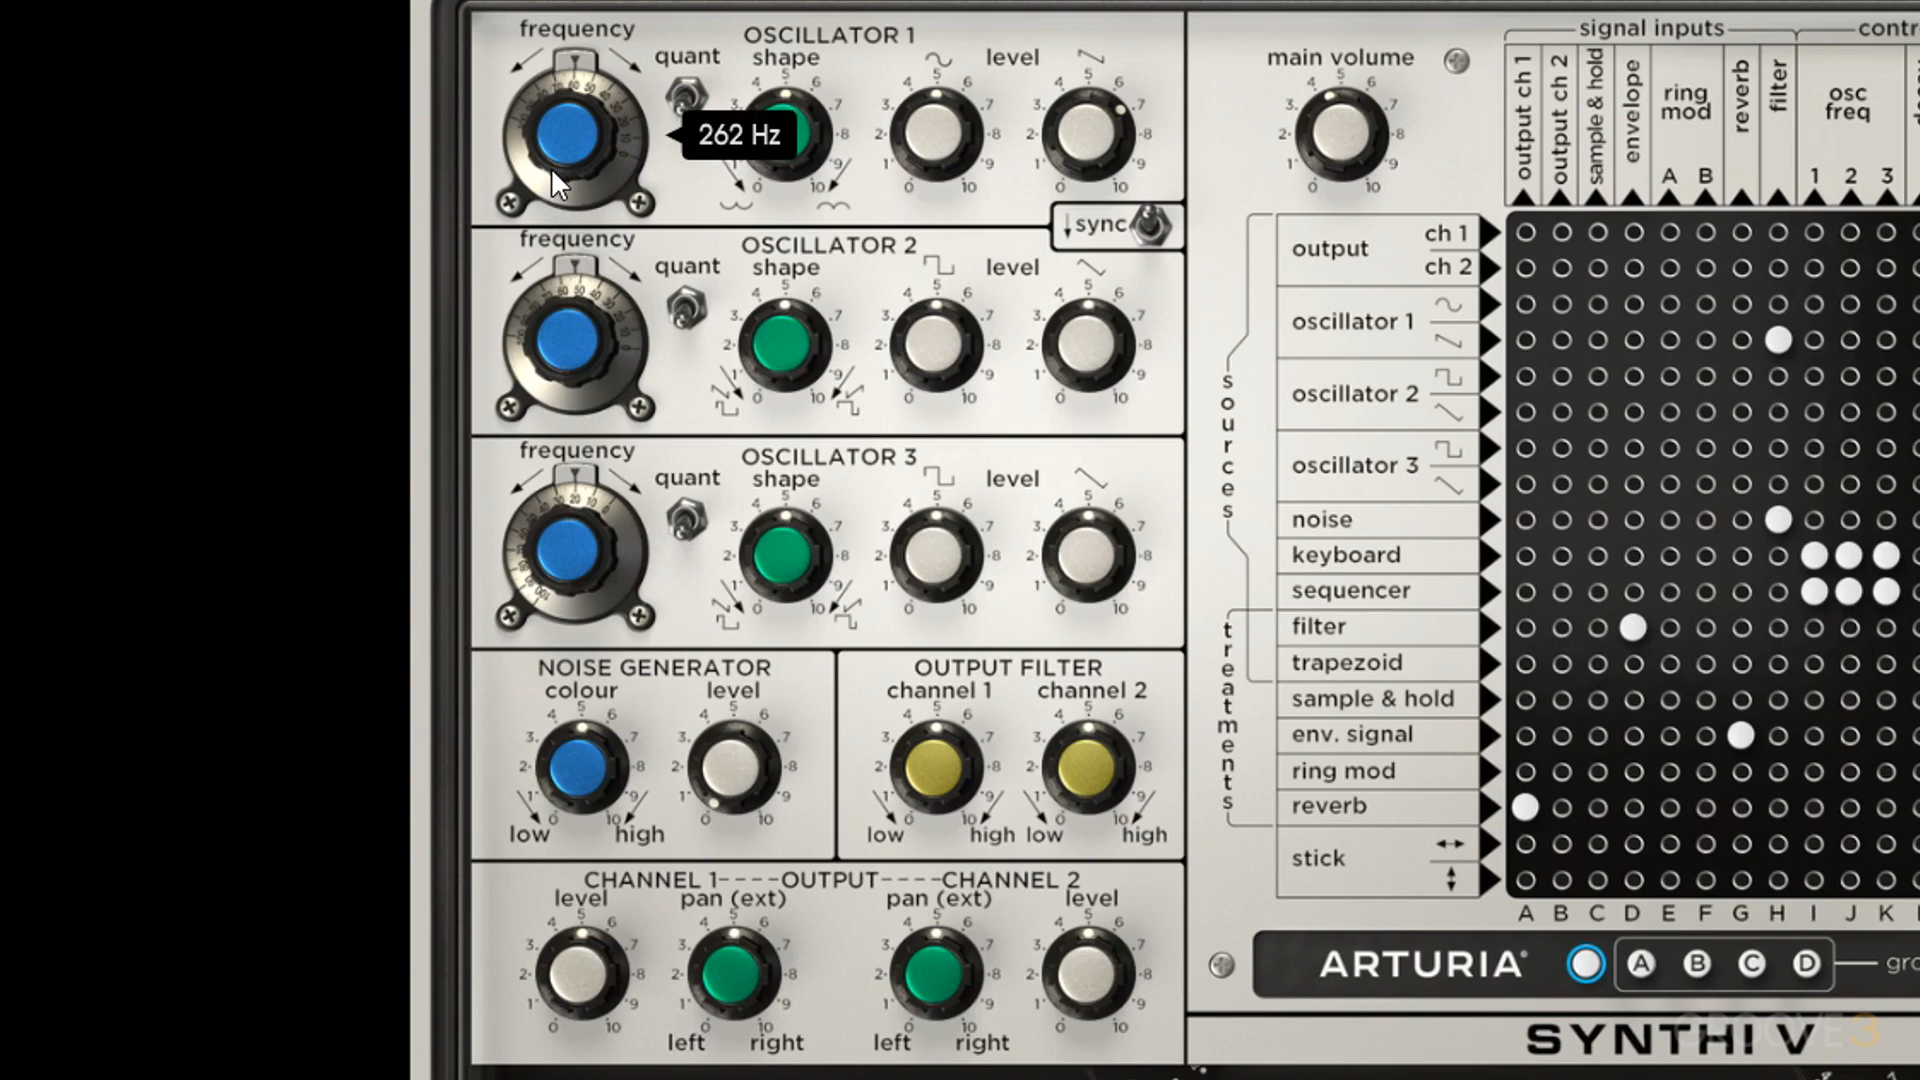 frequency
OSCILLATOR 1
quant
shape
level
262 Hz
↓sync
frequency
OSCILLATOR 2
quant
shape
level
frequency
OSCILLATOR 3
quant
shape
level
NOISE GENERATOR
colour
level
low
high
OUTPUT FILTER
channel 1
channel 2
low
high
low
high
CHANNEL 1----OUTPUT----CHANNEL 2
level
pan (ext)
pan (ext)
level
left
right
left
right
main volume
signal inputs
output ch 1
output ch 2
sample & hold
envelope
ring
mod
A B
reverb
filter
osc
freq
1 2 3
sources
output ch 1
ch 2
oscillator 1
oscillator 2
oscillator 3
noise
keyboard
sequencer
treatments
filter
trapezoid
sample & hold
env. signal
ring mod
reverb
stick
A B C D E F G H I J K
ARTURIA
A B C D
SYNTHI V
GROOVE3